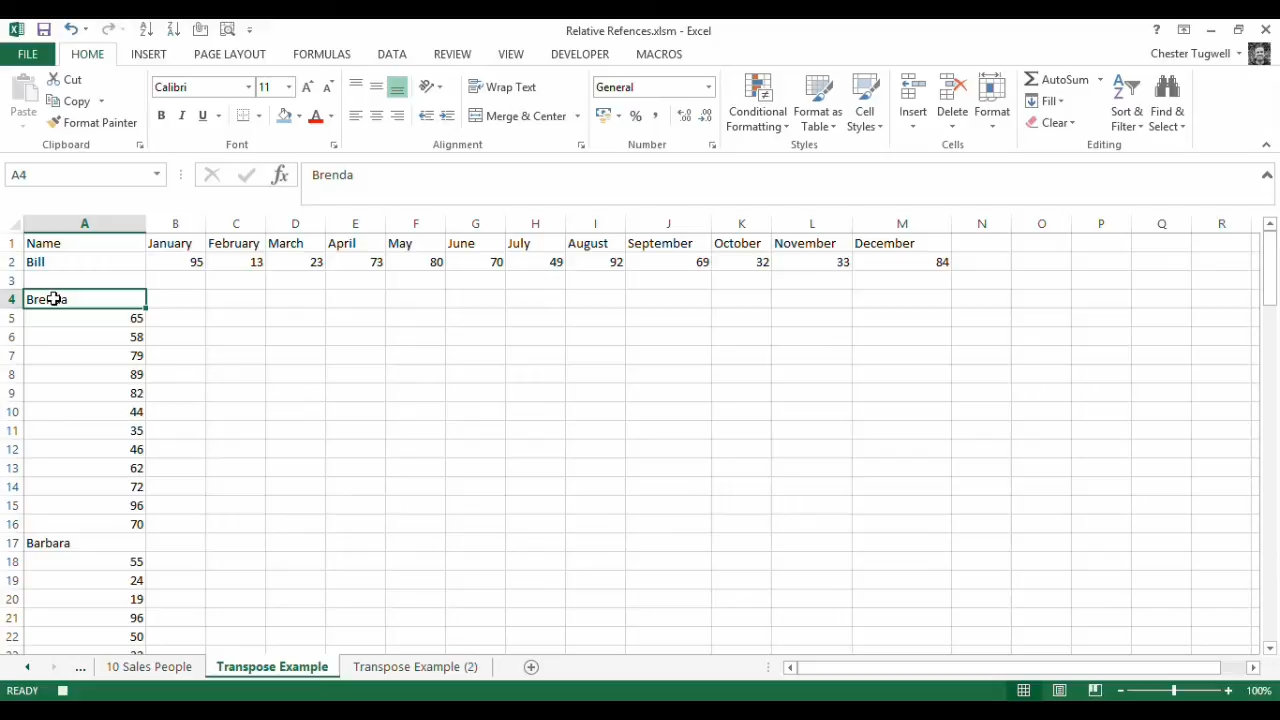 Relative Refences.xlsm - Excel
FILE HOME INSERT PAGE LAYOUT FORMULAS DATA REVIEW VIEW DEVELOPER MACROS Chester Tugwell
Paste Cut Copy Format Painter Clipboard
Calibri 11 B I U A Font
Wrap Text Merge & Center Alignment
General % , Number
Conditional Formatting Format as Table Cell Styles Styles
Insert Delete Format Cells
AutoSum Fill Clear Sort & Filter Find & Select Editing
A4 fx Brenda
A B C D E F G H I J K L M N O P Q R
1 Name January February March April May June July August September October November December
2 Bill 95 13 23 73 80 70 49 92 69 32 33 84
3
4 Brenda
5 65
6 58
7 79
8 89
9 82
10 44
11 35
12 46
13 62
14 72
15 96
16 70
17 Barbara
18 55
19 24
20 19
21 96
22 50
... 10 Sales People Transpose Example Transpose Example (2)
READY 100%